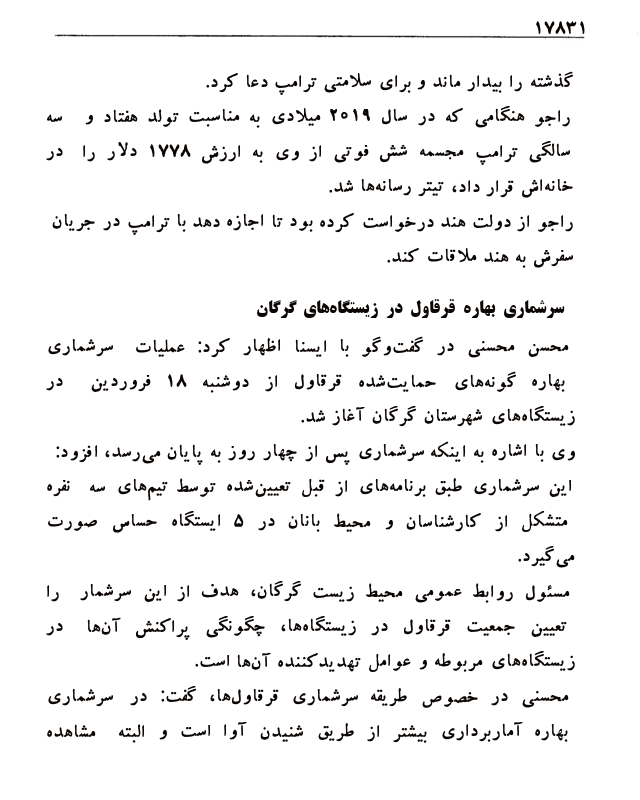 ۱۷۸۳۱
گذشته را بیدار ماند و برای سلامتی ترامپ دعا کرد.
راجو هنگامی که در سال ۲۰۱۹ میلادی به مناسبت تولد هفتاد و سه
سالگی ترامپ مجسمه شش فوتی از وی به ارزش ۱۷۷۸ دلار را در
خانه‌اش قرار داد، تیتر رسانه‌ها شد.
راجو از دولت هند درخواست کرده بود تا اجازه دهد با ترامپ در جریان
سفرش به هند ملاقات کند.
سرشماری بهاره قرقاول در زیستگاه‌های گرگان
محسن محسنی در گفت‌وگو با ایسنا اظهار کرد: عملیات سرشماری
بهاره گونه‌های حمایت‌شده قرقاول از دوشنبه ۱۸ فروردین در
زیستگاه‌های شهرستان گرگان آغاز شد.
وی با اشاره به اینکه سرشماری پس از چهار روز به پایان می‌رسد، افزود:
این سرشماری طبق برنامه‌های از قبل تعیین‌شده توسط تیم‌های سه نفره
متشکل از کارشناسان و محیط بانان در ۵ ایستگاه حساس صورت
می‌گیرد.
مسئول روابط عمومی محیط زیست گرگان، هدف از این سرشمار را
تعیین جمعیت قرقاول در زیستگاه‌ها، چگونگی پراکنش آن‌ها در
زیستگاه‌های مربوطه و عوامل تهدیدکننده آن‌ها است.
محسنی در خصوص طریقه سرشماری قرقاول‌ها، گفت: در سرشماری
بهاره آماربرداری بیشتر از طریق شنیدن آوا است و البته مشاهده